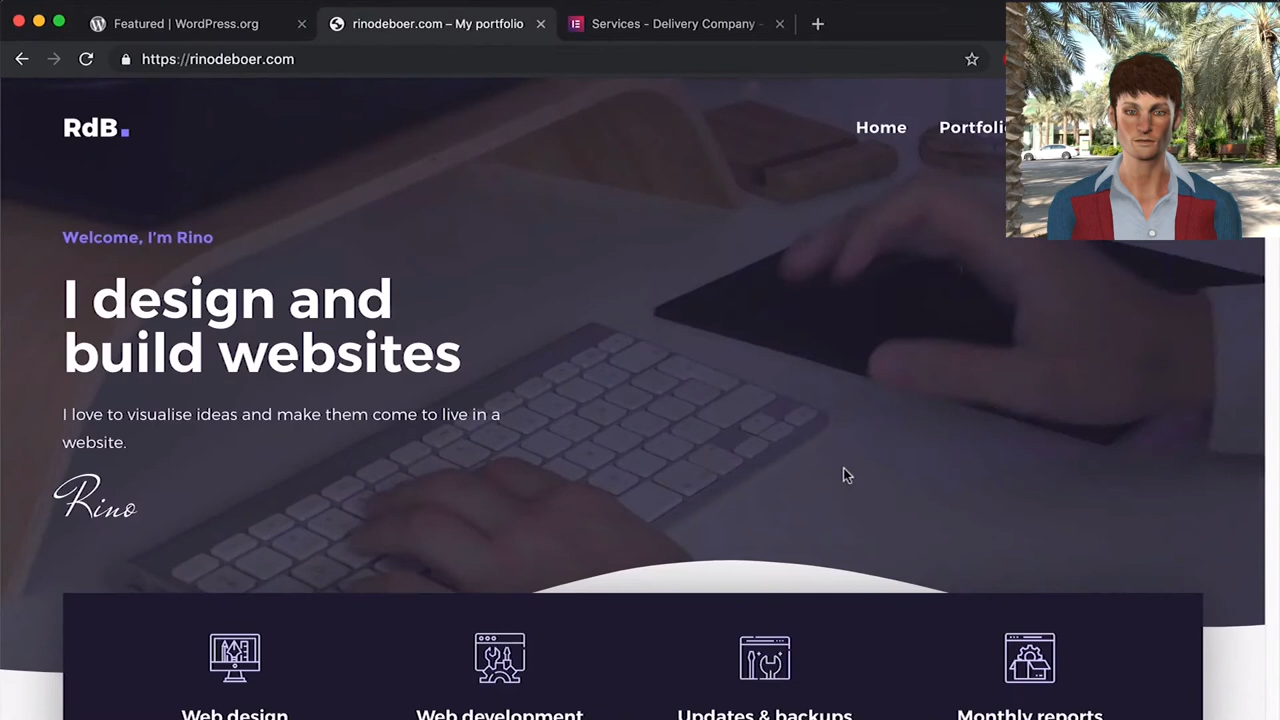 Featured | WordPress.org
rinodeboer.com – My portfolio
Services - Delivery Company -
https://rinodeboer.com
RdB.
Home
Welcome, I'm Rino
I design and
build websites
I love to visualise ideas and make them come to live in a
website.
Rino
Web design
Web development
Updates & backups
Monthly reports